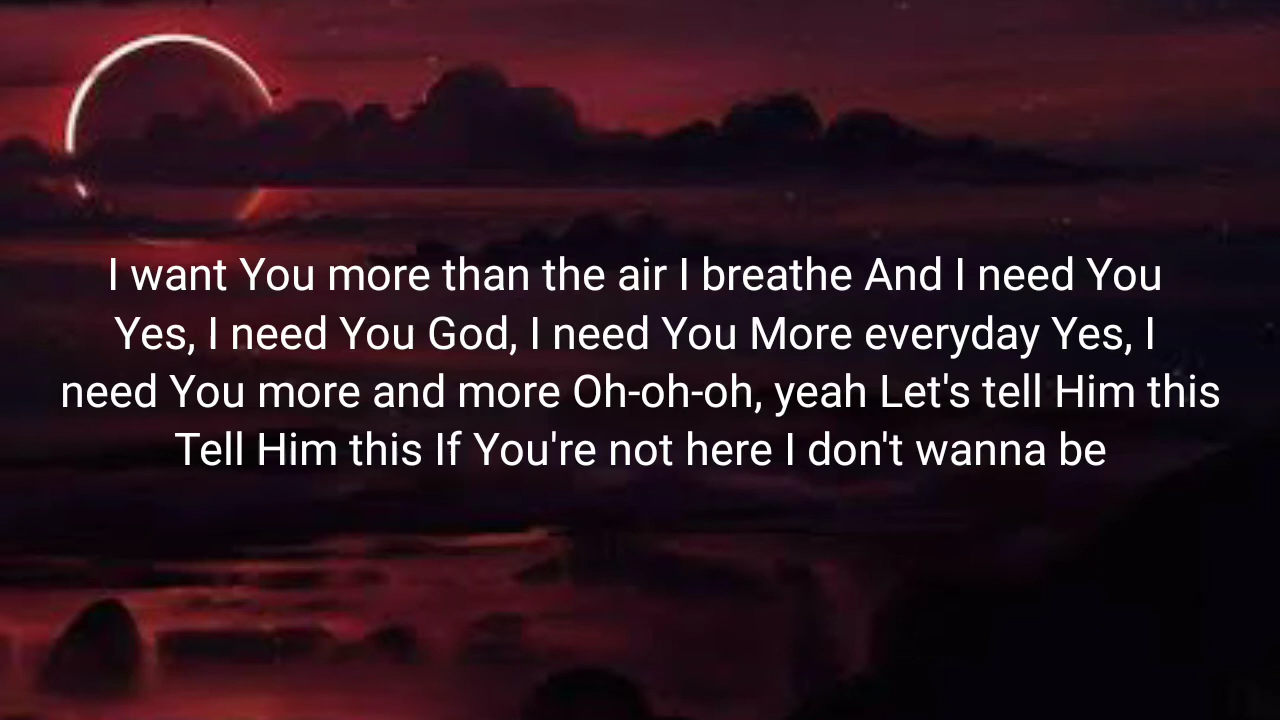 I want You more than the air I breathe And I need You
Yes, I need You God, I need You More everyday Yes, I
need You more and more Oh-oh-oh, yeah Let's tell Him this
Tell Him this If You're not here I don't wanna be